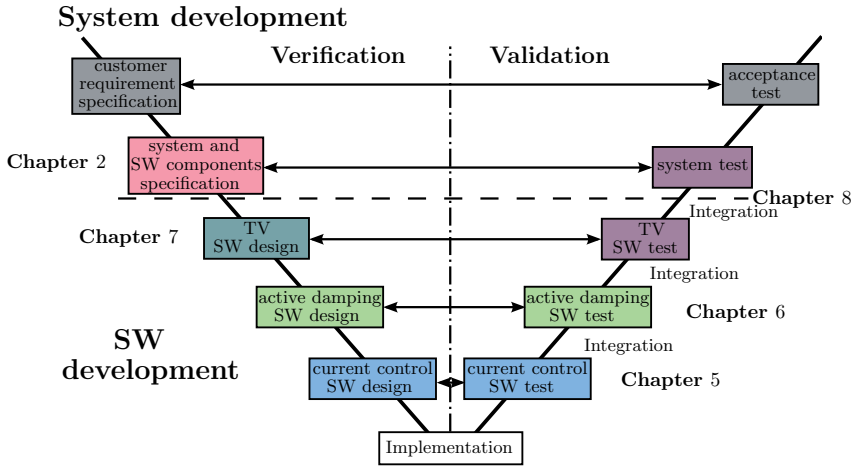 System development
Verification
Validation
customer
requirement
specification
acceptance
test
Chapter 2
system and
SW components
specification
system test
Chapter 8
Integration
Chapter 7
TV
SW design
TV
SW test
Integration
active damping
SW design
active damping
SW test
Chapter 6
SW
development
Integration
current control
SW design
current control
SW test
Chapter 5
Implementation